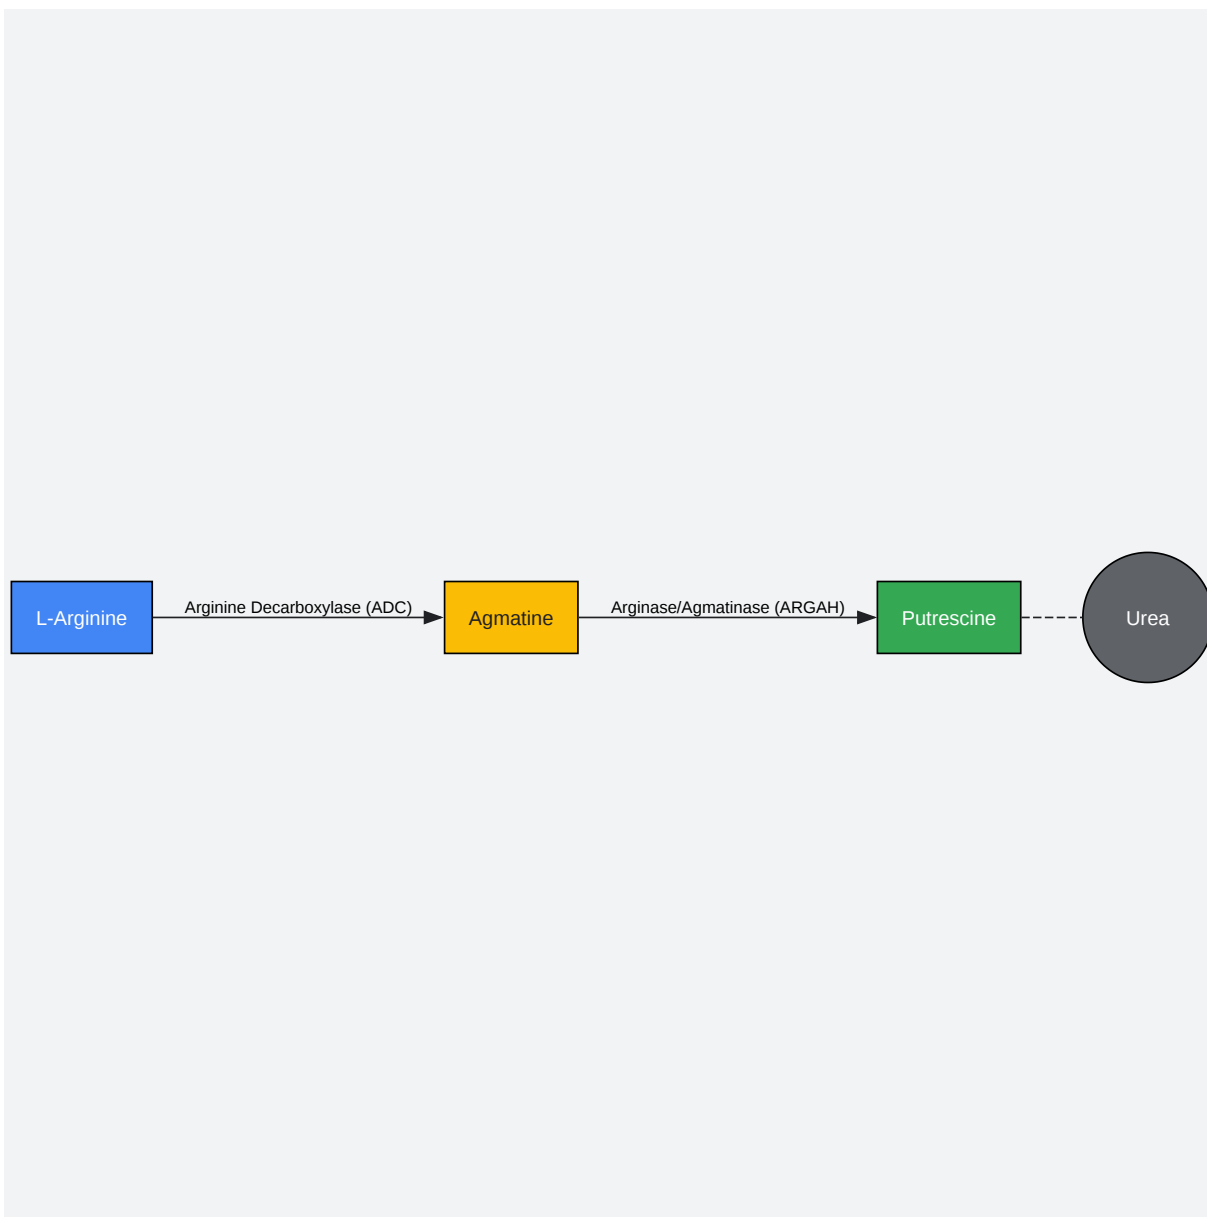 L-Arginine
Arginine Decarboxylase (ADC)
Agmatine
Arginase/Agmatinase (ARGAH)
Putrescine
Urea